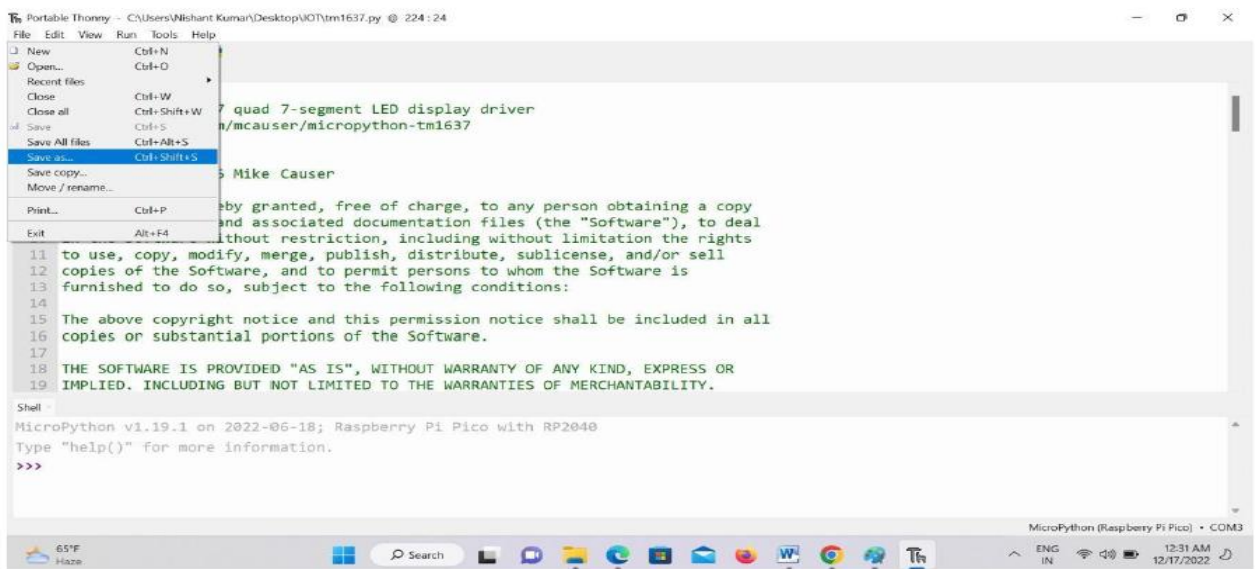 Portable Thonny - C:\Users\Nishant Kumar\Desktop\IOT\tm1637.py @ 224 : 24
File Edit View Run Tools Help
New Ctrl+N
Open... Ctrl+O
Recent files
Close Ctrl+W
Close all Ctrl+Shift+W
Save Ctrl+S
Save All files Ctrl+Alt+S
Save as... Ctrl+Shift+S
Save copy...
Move / rename...
Print... Ctrl+P
Exit Alt+F4
quad 7-segment LED display driver
/mcauser/micropython-tm1637
Mike Causer
eby granted, free of charge, to any person obtaining a copy
and associated documentation files (the "Software"), to deal
ithout restriction, including without limitation the rights
11 to use, copy, modify, merge, publish, distribute, sublicense, and/or sell
12 copies of the Software, and to permit persons to whom the Software is
13 furnished to do so, subject to the following conditions:
14
15 The above copyright notice and this permission notice shall be included in all
16 copies or substantial portions of the Software.
17
18 THE SOFTWARE IS PROVIDED "AS IS", WITHOUT WARRANTY OF ANY KIND, EXPRESS OR
19 IMPLIED. INCLUDING BUT NOT LIMITED TO THE WARRANTIES OF MERCHANTABILITY.
Shell
MicroPython v1.19.1 on 2022-06-18; Raspberry Pi Pico with RP2040
Type "help()" for more information.
>>>
MicroPython (Raspberry Pi Pico) • COM3
65°F
Haze
Search
ENG
IN
12:31 AM
12/17/2022